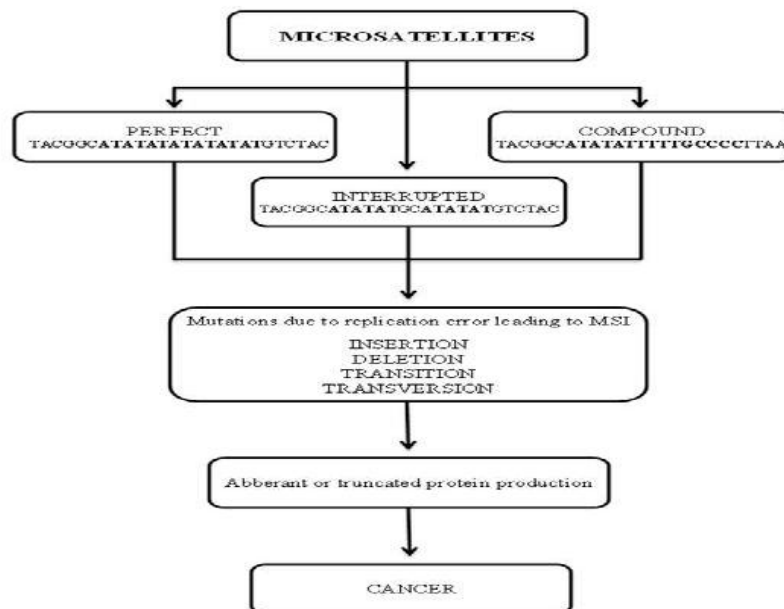 MICROSATELLITES
PERFECT
TACGGCATATATATATATATGTCTAC
COMPOUND
TACGGCATATATTTTTGCCCCTTAA
INTERRUPTED
TACGGCATATATGCATATATGTCTAC
Mutations due to replication error leading to MSI
INSERTION
DELETION
TRANSITION
TRANSVERSION
Abberant or truncated protein production
CANCER